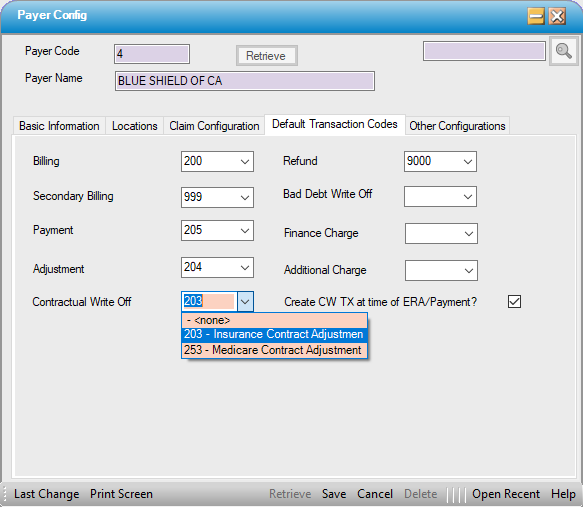 Payer Config
Payer Code 4 Retrieve
Payer Name BLUE SHIELD OF CA
Basic Information Locations Claim Configuration Default Transaction Codes Other Configurations
Billing 200 Refund 9000
Secondary Billing 999 Bad Debt Write Off
Payment 205 Finance Charge
Adjustment 204 Additional Charge
Contractual Write Off 203 Create CW TX at time of ERA/Payment?
- <none>
203 - Insurance Contract Adjustmen
253 - Medicare Contract Adjustment
Last Change Print Screen Retrieve Save Cancel Delete Open Recent Help